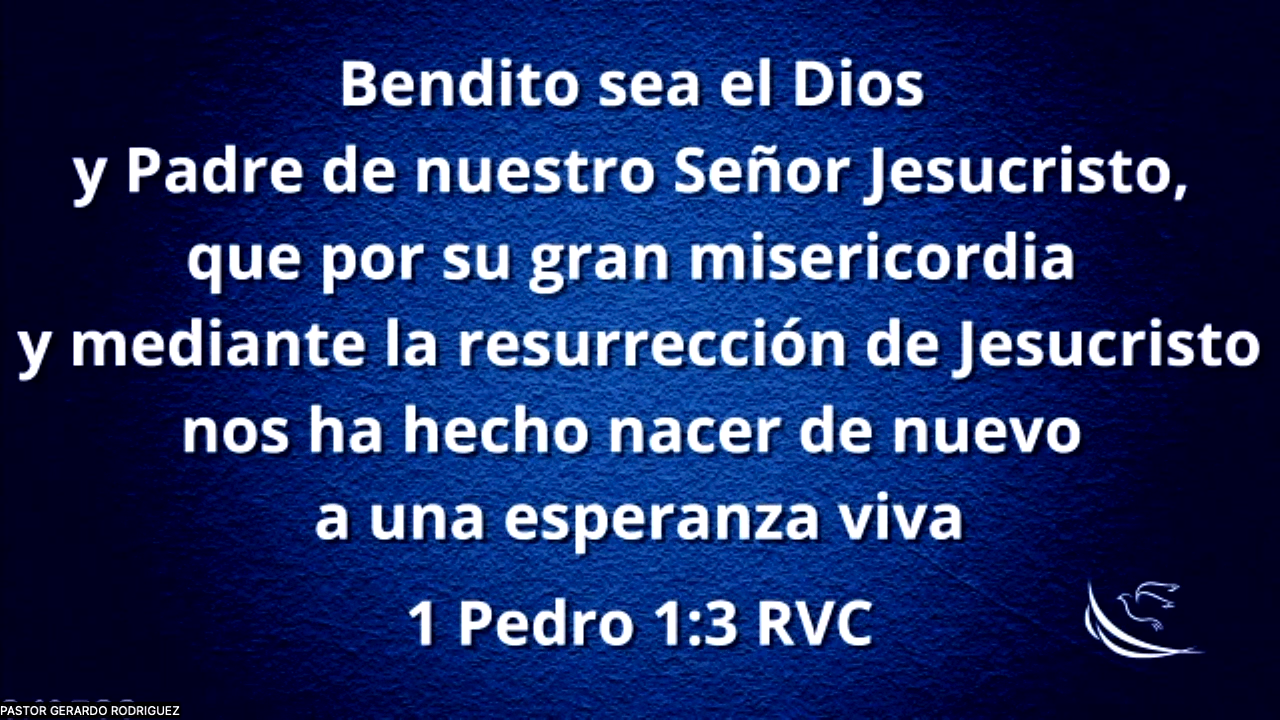 Bendito sea el Dios
y Padre de nuestro Señor Jesucristo,
que por su gran misericordia
y mediante la resurrección de Jesucristo
nos ha hecho nacer de nuevo
a una esperanza viva
1 Pedro 1:3 RVC
PASTOR GERARDO RODRIGUEZ